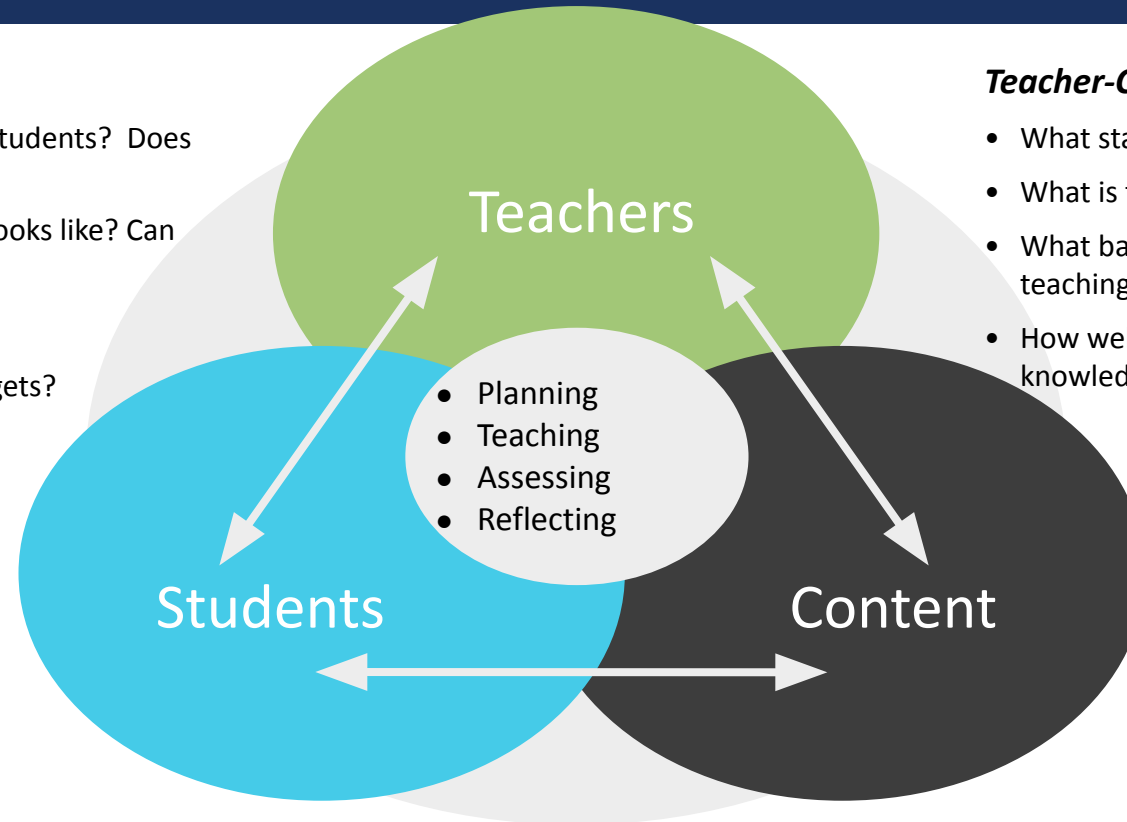 students? Does
ooks like? Can
gets?
Teachers
Planning
Teaching
Assessing
Reflecting
Students
Content
Teacher-C
• What sta
• What is
• What ba
teaching
• How we
knowled